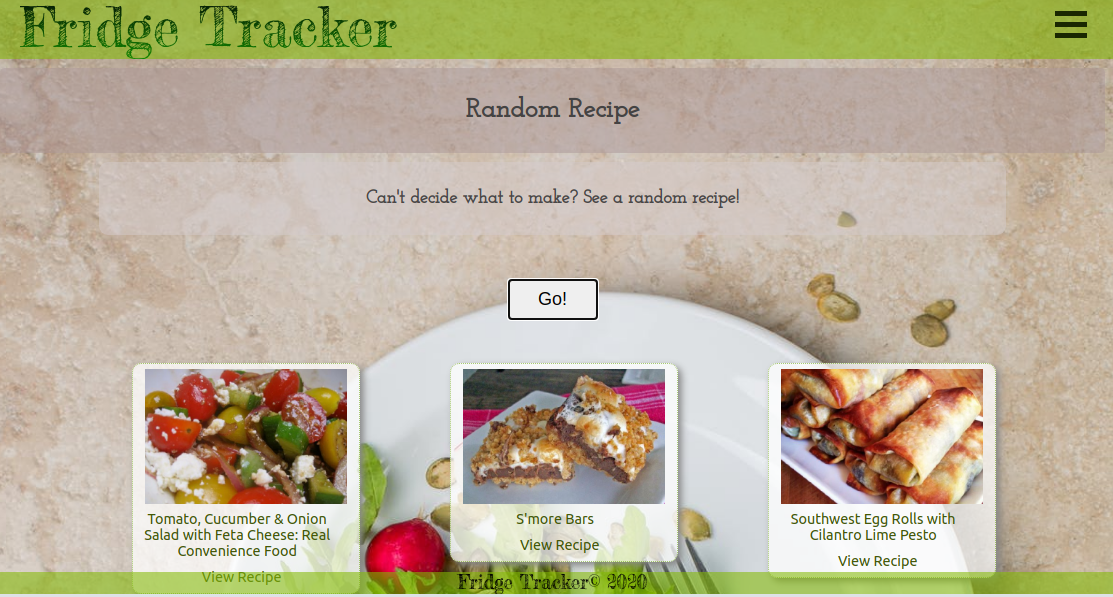 Fridge Tracker
Random Recipe
Can't decide what to make? See a random recipe!
Go!
Tomato, Cucumber & Onion
Salad with Feta Cheese: Real
Convenience Food
View Recipe
S'more Bars
View Recipe
Southwest Egg Rolls with
Cilantro Lime Pesto
View Recipe
Fridge Tracker© 2020